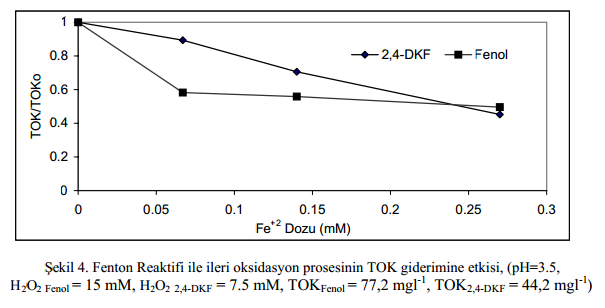 1
0.8
0.6
0.4
0.2
0
TOK/TOKo
2,4-DKF Fenol
0 0.05 0.1 0.15 0.2 0.25 0.3
Fe+2 Dozu (mM)
Şekil 4. Fenton Reaktifi ile ileri oksidasyon prosesinin TOK giderimine etkisi, (pH=3.5,
H2O2 Fenol = 15 mM, H2O2 2,4-DKF = 7.5 mM, TOKFenol = 77,2 mgl-1, TOK2,4-DKF = 44,2 mgl-1)